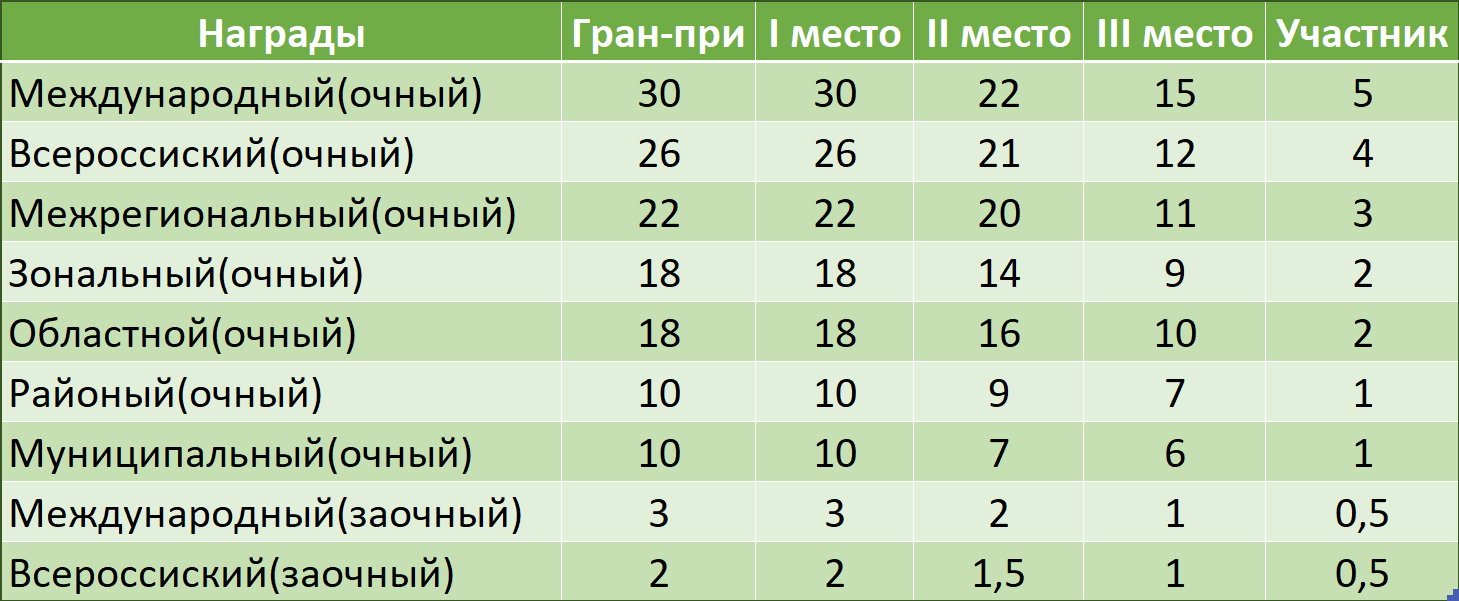 Награды Гран-при I место II место III место Участник
Международный(очный) 30 30 22 15 5
Всероссиский(очный) 26 26 21 12 4
Межрегиональный(очный) 22 22 20 11 3
Зональный(очный) 18 18 14 9 2
Областной(очный) 18 18 16 10 2
Районый(очный) 10 10 9 7 1
Муниципальный(очный) 10 10 7 6 1
Международный(заочный) 3 3 2 1 0,5
Всероссиский(заочный) 2 2 1,5 1 0,5